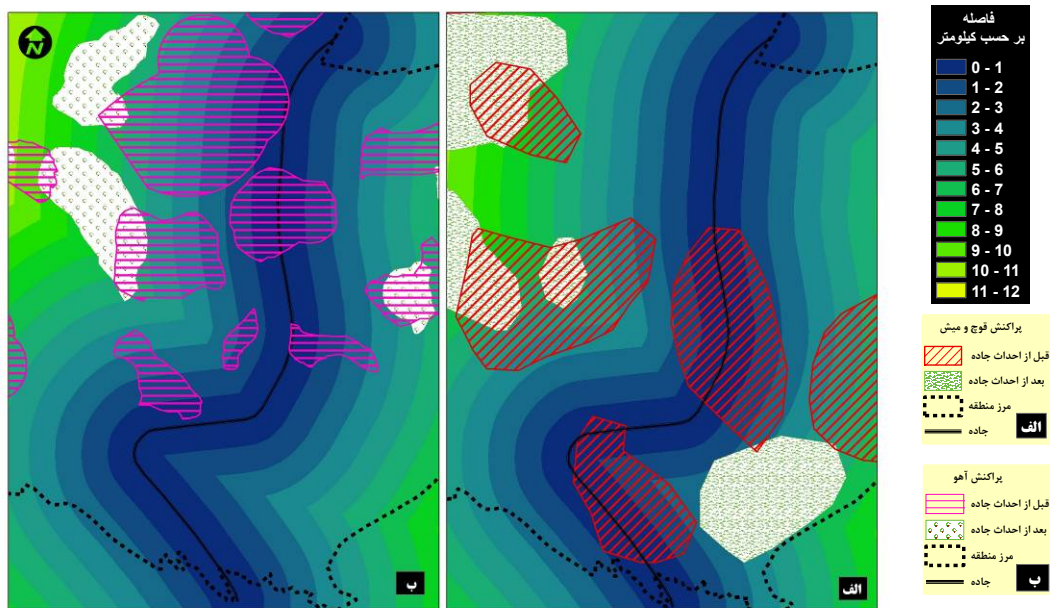 N
ب
الف
فاصله
بر حسب کیلومتر
0 - 1
1 - 2
2 - 3
3 - 4
4 - 5
5 - 6
6 - 7
7 - 8
8 - 9
9 - 10
10 - 11
11 - 12
پراکنش قوچ و میش
قبل از احداث جاده
بعد از احداث جاده
مرز منطقه
جاده
الف
پراکنش آهو
قبل از احداث جاده
بعد از احداث جاده
مرز منطقه
جاده
ب